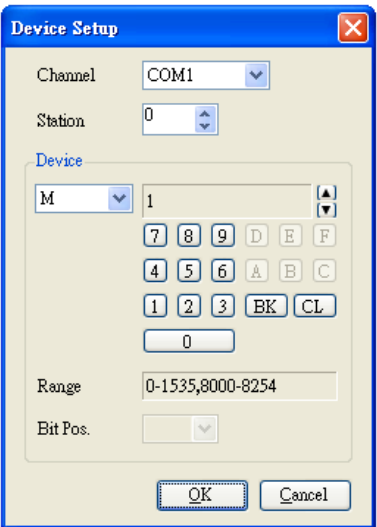 Device Setup
Channel COM1
Station 0
Device
M 1
7 8 9 D E F
4 5 6 A B C
1 2 3 BK CL
0
Range 0-1535,8000-8254
Bit Pos.
OK Cancel